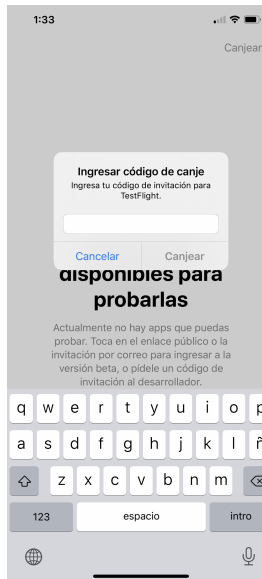 1:33
Canjear
Ingresar código de canje
Ingresa tu código de invitación para
TestFlight.
Cancelar
Canjear
disponibles para
probarlas
Actualmente no hay apps que puedas
probar. Toca en el enlace público o la
invitación por correo para ingresar a la
versión beta, o pídele un código de
invitación al desarrollador.
q w e r t y u i o p
a s d f g h j k l ñ
z x c v b n m
123 espacio intro